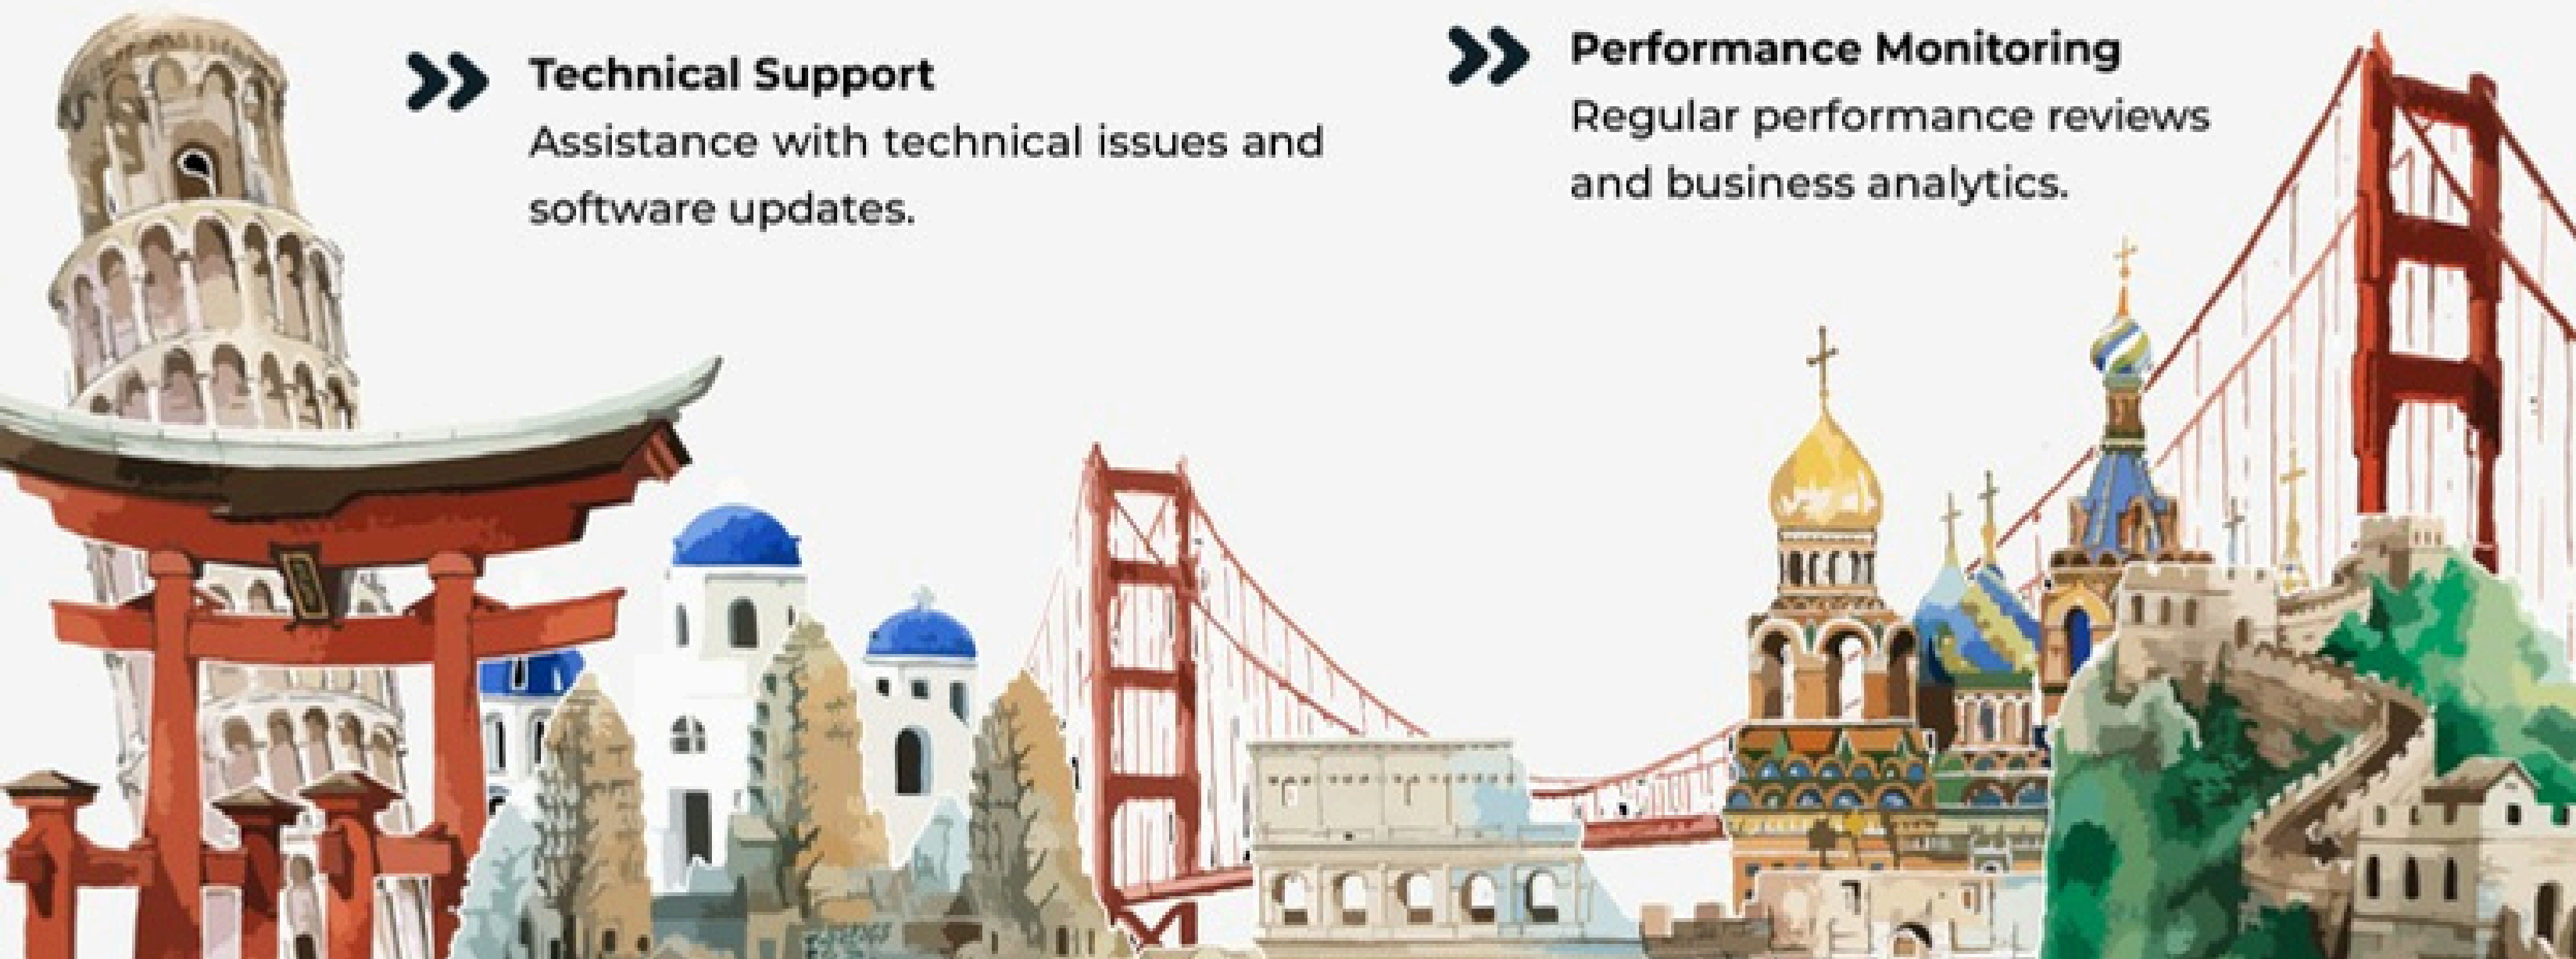 Technical Support
Assistance with technical issues and
software updates.
Performance Monitoring
Regular performance reviews
and business analytics.